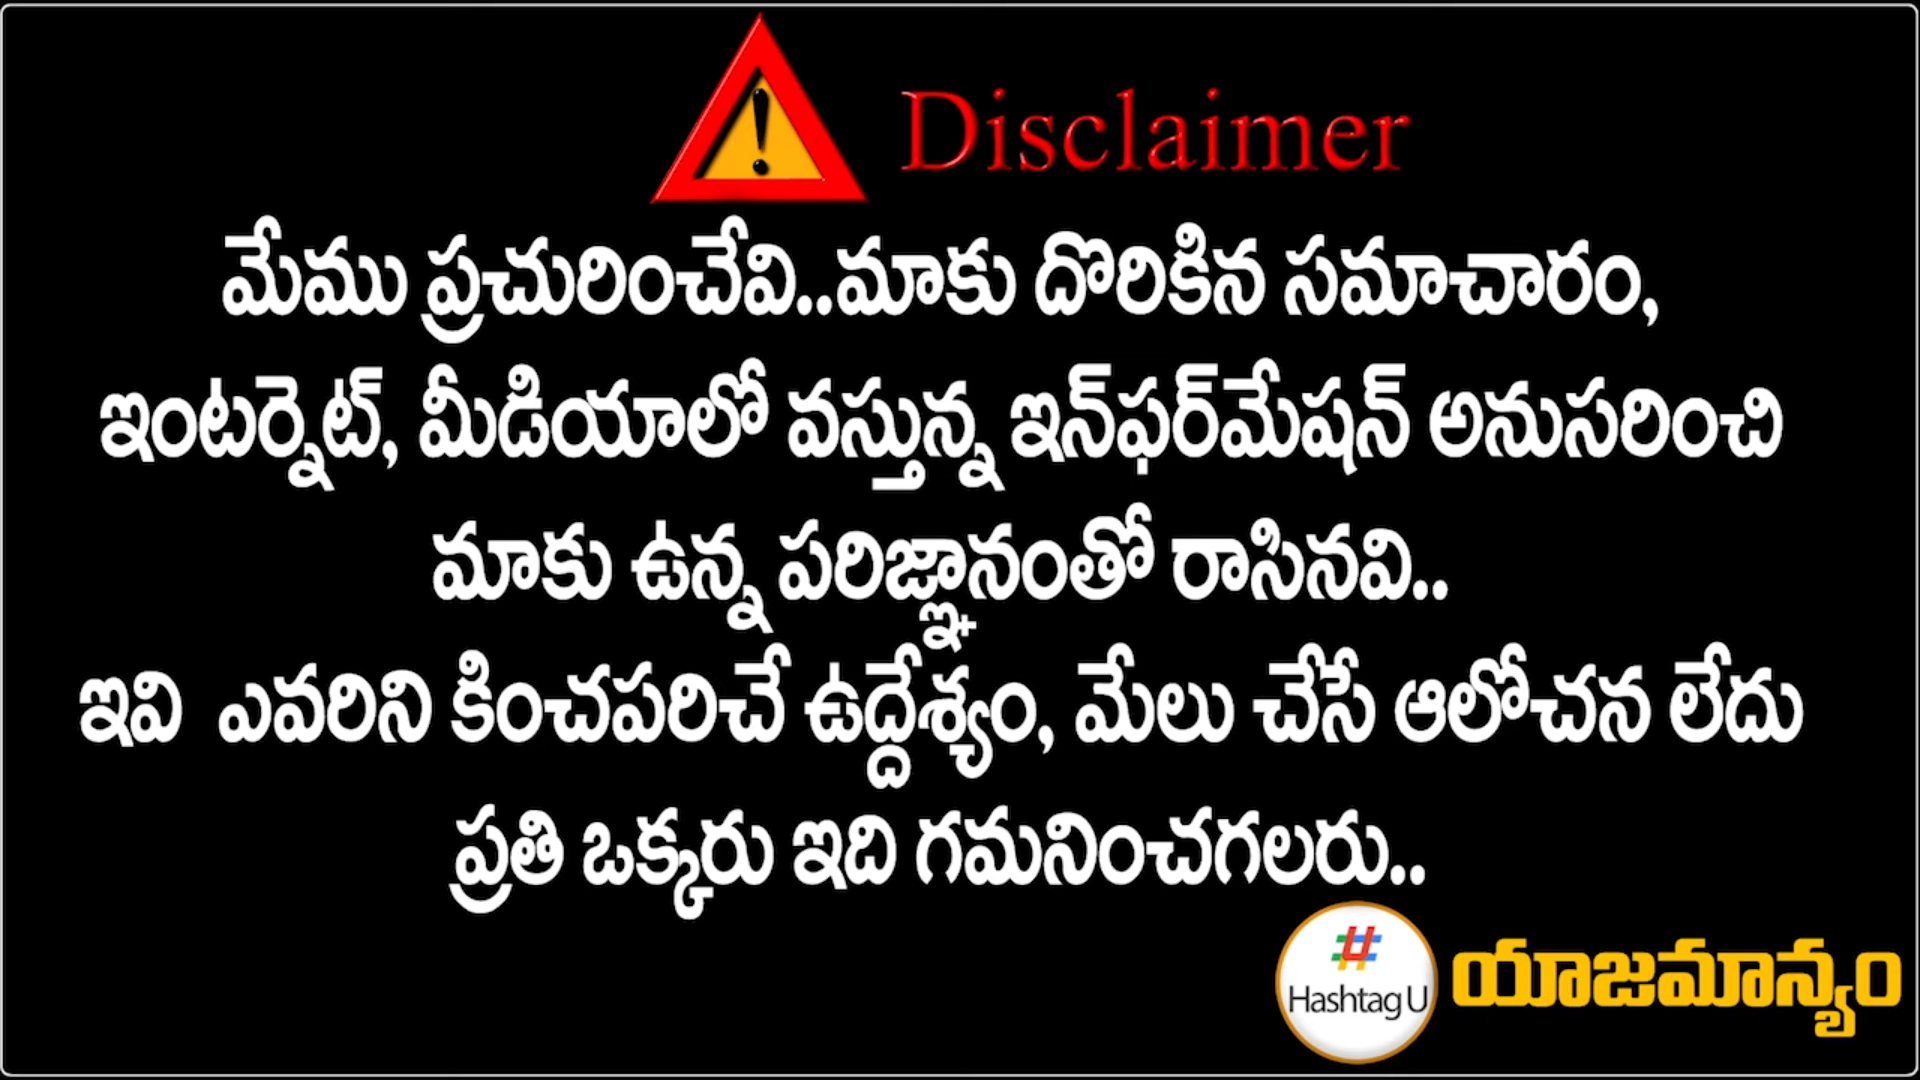 Disclaimer
మేము ప్రచురించేవి..మాకు దొరికిన సమాచారం,
ఇంటర్నెట్, మీడియాలో వస్తున్న ఇన్‌ఫర్‌మేషన్ అనుసరించి
మాకు ఉన్న పరిజ్ఞానంతో రాసినవి..
ఇవి ఎవరిని కించపరిచే ఉద్దేశ్యం, మేలు చేసే ఆలోచన లేదు
ప్రతి ఒక్కరు ఇది గమనించగలరు..
# Hashtag U యాజమాన్యం